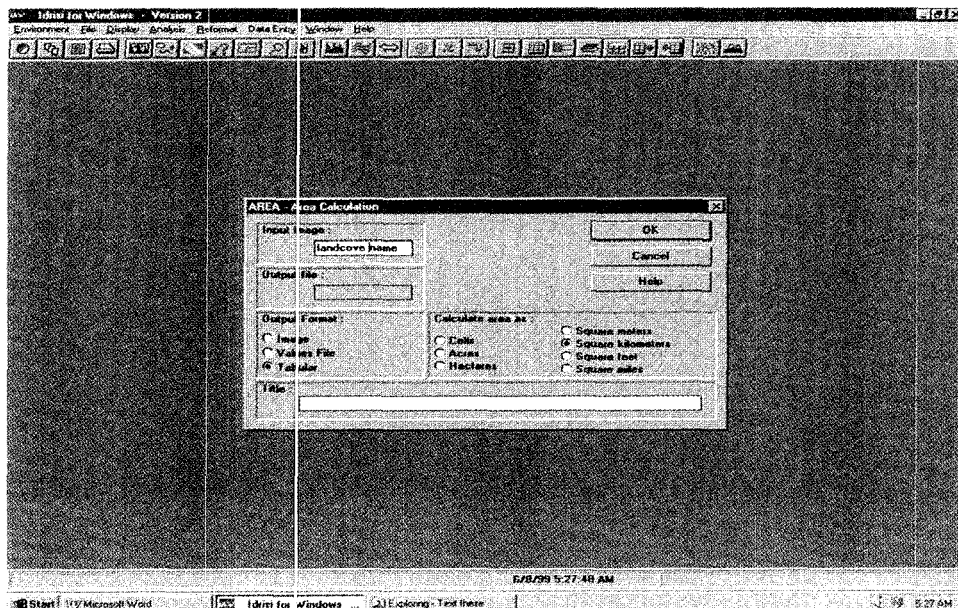 Idrisi for Windows - Version 2
Environment File Display Analysis Reformat Data Entry Window Help
AREA - Area Calculation
Input image :
landcove name
OK
Cancel
Help
Output file :
Output Format :
Image
Values File
Tabular
Calculate area as :
Cells
Acres
Hectares
Square meters
Square kilometers
Square feet
Square miles
Title :
6/8/99 5:27:48 AM
Start
Microsoft Word
Idrisi for Windows ...
Exploring - Text there
5:27 AM